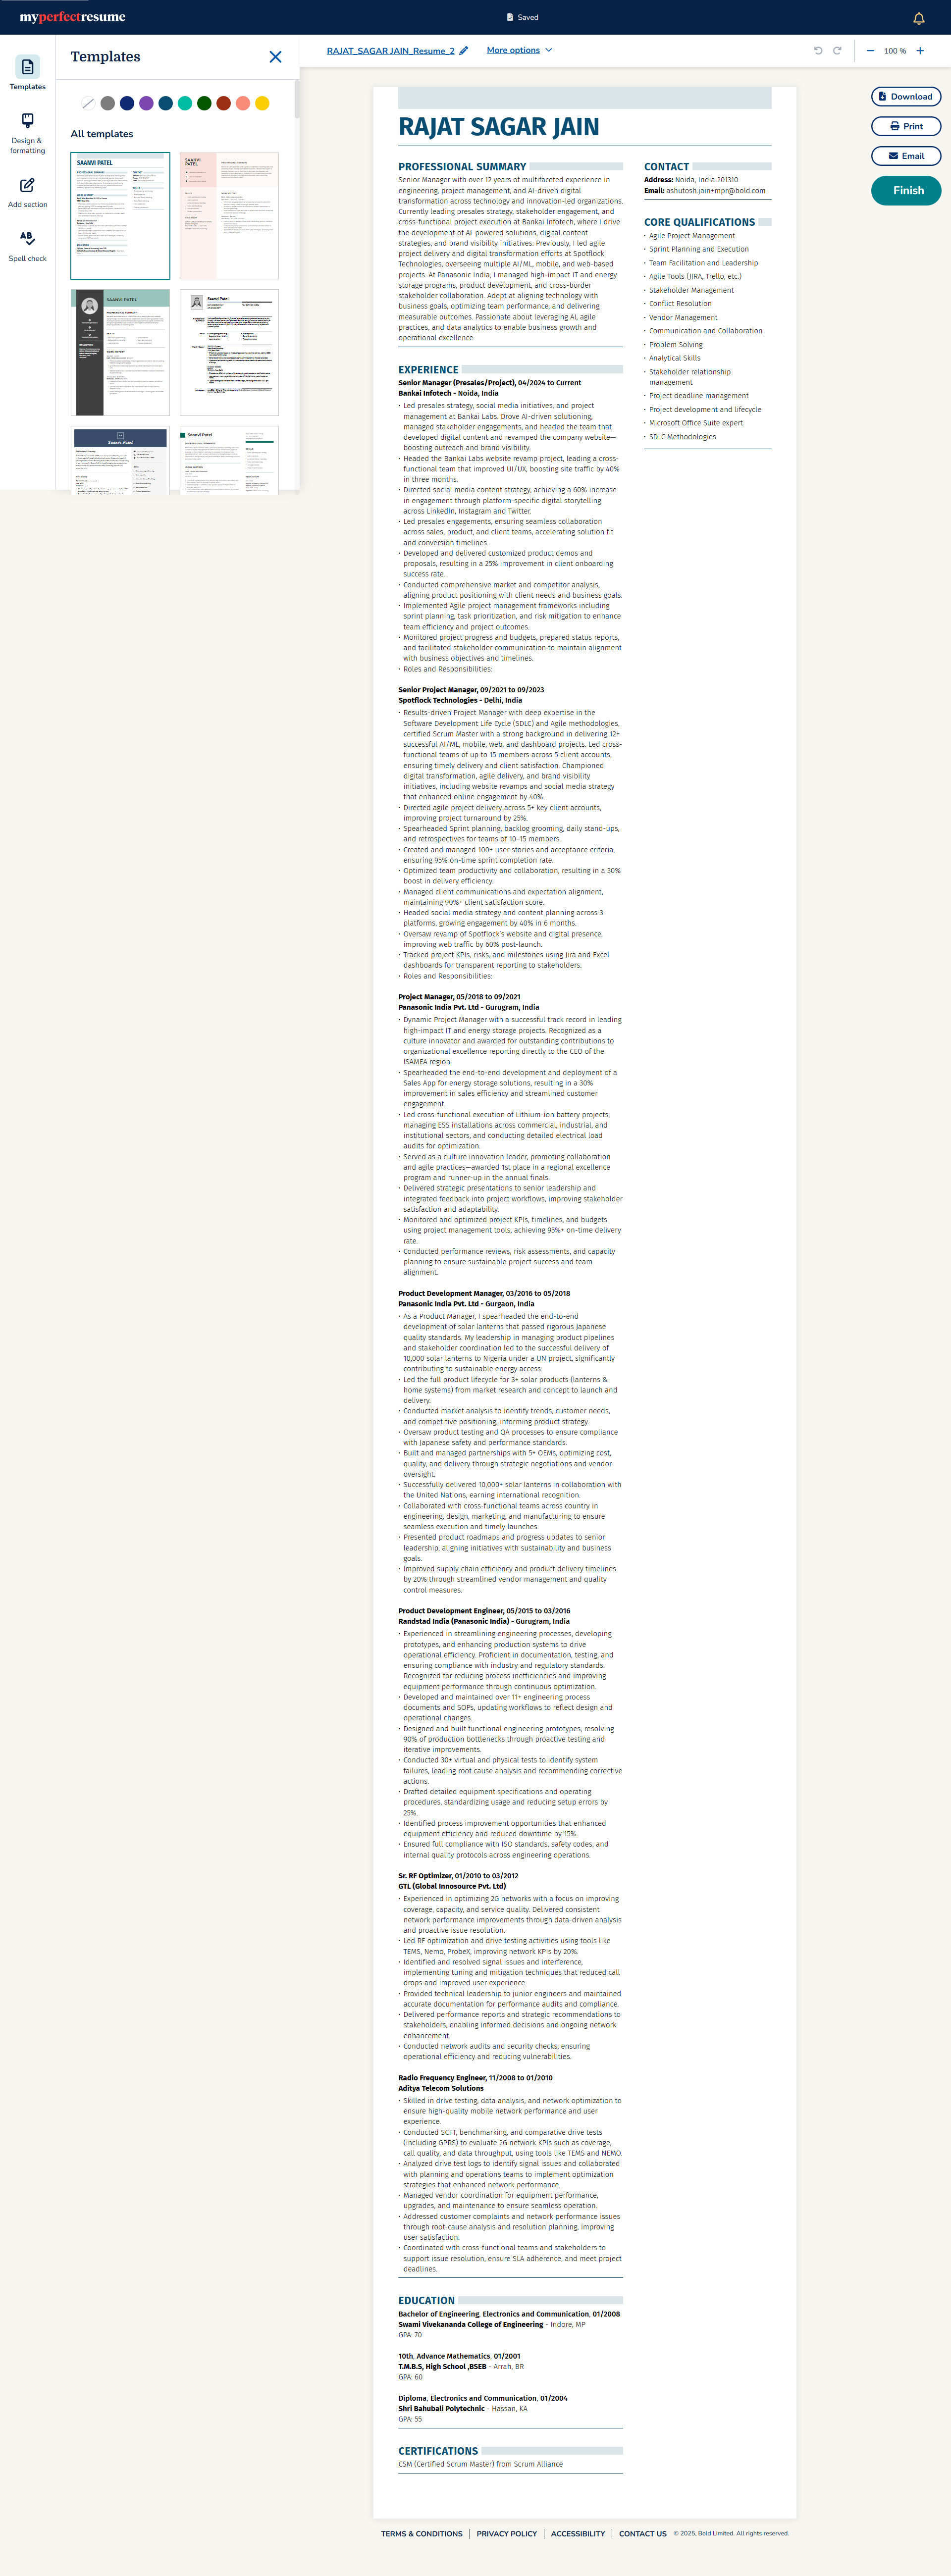 myperfectresume
Saved
Templates
Design &
formatting
Add section
Spell check
Templates
All templates
SAANVI PATEL
SAANVI
PATEL
SAANVI PATEL
Saanvi Patel
Saanvi Patel
Saanvi Patel
RAJAT_SAGAR JAIN_Resume_2
More options
100 %
Download
Print
Email
Finish
RAJAT SAGAR JAIN
PROFESSIONAL SUMMARY
Senior Manager with over 12 years of multifaceted experience in
engineering, project management, and AI-driven digital
transformation across technology and innovation-led organizations.
Currently leading presales strategy, stakeholder engagement, and
cross-functional project execution at Bankai Infotech, where I drive
the development of AI-powered solutions, digital content
strategies, and brand visibility initiatives. Previously, I led agile
project delivery and digital transformation efforts at Spotflock
Technologies, overseeing multiple AI/ML, mobile, and web-based
projects. At Panasonic India, I managed high-impact IT and energy
storage programs, product development, and cross-border
stakeholder collaboration. Adept at aligning technology with
business goals, optimizing team performance, and delivering
measurable outcomes. Passionate about leveraging AI, agile
practices, and data analytics to enable business growth and
operational excellence.
EXPERIENCE
Senior Manager (Presales/Project), 04/2024 to Current
Bankai Infotech - Noida, India
• Led presales strategy, social media initiatives, and project
management at Bankai Labs. Drove AI-driven solutioning,
managed stakeholder engagements, and headed the team that
developed digital content and revamped the company website—
boosting outreach and brand visibility.
• Headed the Bankai Labs website revamp project, leading a cross-
functional team that improved UI/UX, boosting site traffic by 40%
in three months.
• Directed social media content strategy, achieving a 60% increase
in engagement through platform-specific digital storytelling
across LinkedIn, Instagram and Twitter.
• Led presales engagements, ensuring seamless collaboration
across sales, product, and client teams, accelerating solution fit
and conversion timelines.
• Developed and delivered customized product demos and
proposals, resulting in a 25% improvement in client onboarding
success rate.
• Conducted comprehensive market and competitor analysis,
aligning product positioning with client needs and business goals.
• Implemented Agile project management frameworks including
sprint planning, task prioritization, and risk mitigation to enhance
team efficiency and project outcomes.
• Monitored project progress and budgets, prepared status reports,
and facilitated stakeholder communication to maintain alignment
with business objectives and timelines.
• Roles and Responsibilities:
Senior Project Manager, 09/2021 to 09/2023
Spotflock Technologies - Delhi, India
• Results-driven Project Manager with deep expertise in the
Software Development Life Cycle (SDLC) and Agile methodologies,
certified Scrum Master with a strong background in delivering 12+
successful AI/ML, mobile, web, and dashboard projects. Led cross-
functional teams of up to 15 members across 5 client accounts,
ensuring timely delivery and client satisfaction. Championed
digital transformation, agile delivery, and brand visibility
initiatives, including website revamps and social media strategy
that enhanced online engagement by 40%.
• Directed agile project delivery across 5+ key client accounts,
improving project turnaround by 25%.
• Spearheaded Sprint planning, backlog grooming, daily stand-ups,
and retrospectives for teams of 10–15 members.
• Created and managed 100+ user stories and acceptance criteria,
ensuring 95% on-time sprint completion rate.
• Optimized team productivity and collaboration, resulting in a 30%
boost in delivery efficiency.
• Managed client communications and expectation alignment,
maintaining 90%+ client satisfaction score.
• Headed social media strategy and content planning across 3
platforms, growing engagement by 40% in 6 months.
• Oversaw revamp of Spotflock's website and digital presence,
improving web traffic by 60% post-launch.
• Tracked project KPIs, risks, and milestones using Jira and Excel
dashboards for transparent reporting to stakeholders.
• Roles and Responsibilities:
Project Manager, 05/2018 to 09/2021
Panasonic India Pvt. Ltd - Gurugram, India
• Dynamic Project Manager with a successful track record in leading
high-impact IT and energy storage projects. Recognized as a
culture innovator and awarded for outstanding contributions to
organizational excellence reporting directly to the CEO of the
ISAMEA region.
• Spearheaded the end-to-end development and deployment of a
Sales App for energy storage solutions, resulting in a 30%
improvement in sales efficiency and streamlined customer
engagement.
• Led cross-functional execution of Lithium-ion battery projects,
managing ESS installations across commercial, industrial, and
institutional sectors, and conducting detailed electrical load
audits for optimization.
• Served as a culture innovation leader, promoting collaboration
and agile practices—awarded 1st place in a regional excellence
program and runner-up in the annual finals.
• Delivered strategic presentations to senior leadership and
integrated feedback into project workflows, improving stakeholder
satisfaction and adaptability.
• Monitored and optimized project KPIs, timelines, and budgets
using project management tools, achieving 95%+ on-time delivery
rate.
• Conducted performance reviews, risk assessments, and capacity
planning to ensure sustainable project success and team
alignment.
Product Development Manager, 03/2016 to 05/2018
Panasonic India Pvt. Ltd - Gurgaon, India
• As a Product Manager, I spearheaded the end-to-end
development of solar lanterns that passed rigorous Japanese
quality standards. My leadership in managing product pipelines
and stakeholder coordination led to the successful delivery of
10,000 solar lanterns to Nigeria under a UN project, significantly
contributing to sustainable energy access.
• Led the full product lifecycle for 3+ solar products (lanterns &
home systems) from market research and concept to launch and
delivery.
• Conducted market analysis to identify trends, customer needs,
and competitive positioning, informing product strategy.
• Oversaw product testing and QA processes to ensure compliance
with Japanese safety and performance standards.
• Built and managed partnerships with 5+ OEMs, optimizing cost,
quality, and delivery through strategic negotiations and vendor
oversight.
• Successfully delivered 10,000+ solar lanterns in collaboration with
the United Nations, earning international recognition.
• Collaborated with cross-functional teams across country in
engineering, design, marketing, and manufacturing to ensure
seamless execution and timely launches.
• Presented product roadmaps and progress updates to senior
leadership, aligning initiatives with sustainability and business
goals.
• Improved supply chain efficiency and product delivery timelines
by 20% through streamlined vendor management and quality
control measures.
Product Development Engineer, 05/2015 to 03/2016
Randstad India (Panasonic India) - Gurugram, India
• Experienced in streamlining engineering processes, developing
prototypes, and enhancing production systems to drive
operational efficiency. Proficient in documentation, testing, and
ensuring compliance with industry and regulatory standards.
Recognized for reducing process inefficiencies and improving
equipment performance through continuous optimization.
• Developed and maintained over 11+ engineering process
documents and SOPs, updating workflows to reflect design and
operational changes.
• Designed and built functional engineering prototypes, resolving
90% of production bottlenecks through proactive testing and
iterative improvements.
• Conducted 30+ virtual and physical tests to identify system
failures, leading root cause analysis and recommending corrective
actions.
• Drafted detailed equipment specifications and operating
procedures, standardizing usage and reducing setup errors by
25%.
• Identified process improvement opportunities that enhanced
equipment efficiency and reduced downtime by 15%.
• Ensured full compliance with ISO standards, safety codes, and
internal quality protocols across engineering operations.
Sr. RF Optimizer, 01/2010 to 03/2012
GTL (Global Innosource Pvt. Ltd)
• Experienced in optimizing 2G networks with a focus on improving
coverage, capacity, and service quality. Delivered consistent
network performance improvements through data-driven analysis
and proactive issue resolution.
• Led RF optimization and drive testing activities using tools like
TEMS, Nemo, ProbeX, improving network KPIs by 20%.
• Identified and resolved signal issues and interference,
implementing tuning and mitigation techniques that reduced call
drops and improved user experience.
• Provided technical leadership to junior engineers and maintained
accurate documentation for performance audits and compliance.
• Delivered performance reports and strategic recommendations to
stakeholders, enabling informed decisions and ongoing network
enhancement.
• Conducted network audits and security checks, ensuring
operational efficiency and reducing vulnerabilities.
Radio Frequency Engineer, 11/2008 to 01/2010
Aditya Telecom Solutions
• Skilled in drive testing, data analysis, and network optimization to
ensure high-quality mobile network performance and user
experience.
• Conducted SCFT, benchmarking, and comparative drive tests
(including GPRS) to evaluate 2G network KPIs such as coverage,
call quality, and data throughput, using tools like TEMS and NEMO.
• Analyzed drive test logs to identify signal issues and collaborated
with planning and operations teams to implement optimization
strategies that enhanced network performance.
• Managed vendor coordination for equipment performance,
upgrades, and maintenance to ensure seamless operation.
• Addressed customer complaints and network performance issues
through root-cause analysis and resolution planning, improving
user satisfaction.
• Coordinated with cross-functional teams and stakeholders to
support issue resolution, ensure SLA adherence, and meet project
deadlines.
EDUCATION
Bachelor of Engineering, Electronics and Communication, 01/2008
Swami Vivekananda College of Engineering - Indore, MP
GPA: 70
10th, Advance Mathematics, 01/2001
T.M.B.S, High School ,BSEB - Arrah, BR
GPA: 60
Diploma, Electronics and Communication, 01/2004
Shri Bahubali Polytechnic - Hassan, KA
GPA: 55
CERTIFICATIONS
CSM (Certified Scrum Master) from Scrum Alliance
CONTACT
Address: Noida, India 201310
Email: ashutosh.jain+mpr@bold.com
CORE QUALIFICATIONS
• Agile Project Management
• Sprint Planning and Execution
• Team Facilitation and Leadership
• Agile Tools (JIRA, Trello, etc.)
• Stakeholder Management
• Conflict Resolution
• Vendor Management
• Communication and Collaboration
• Problem Solving
• Analytical Skills
• Stakeholder relationship
management
• Project deadline management
• Project development and lifecycle
• Microsoft Office Suite expert
• SDLC Methodologies
TERMS & CONDITIONS
PRIVACY POLICY
ACCESSIBILITY
CONTACT US
© 2025, Bold Limited. All rights reserved.